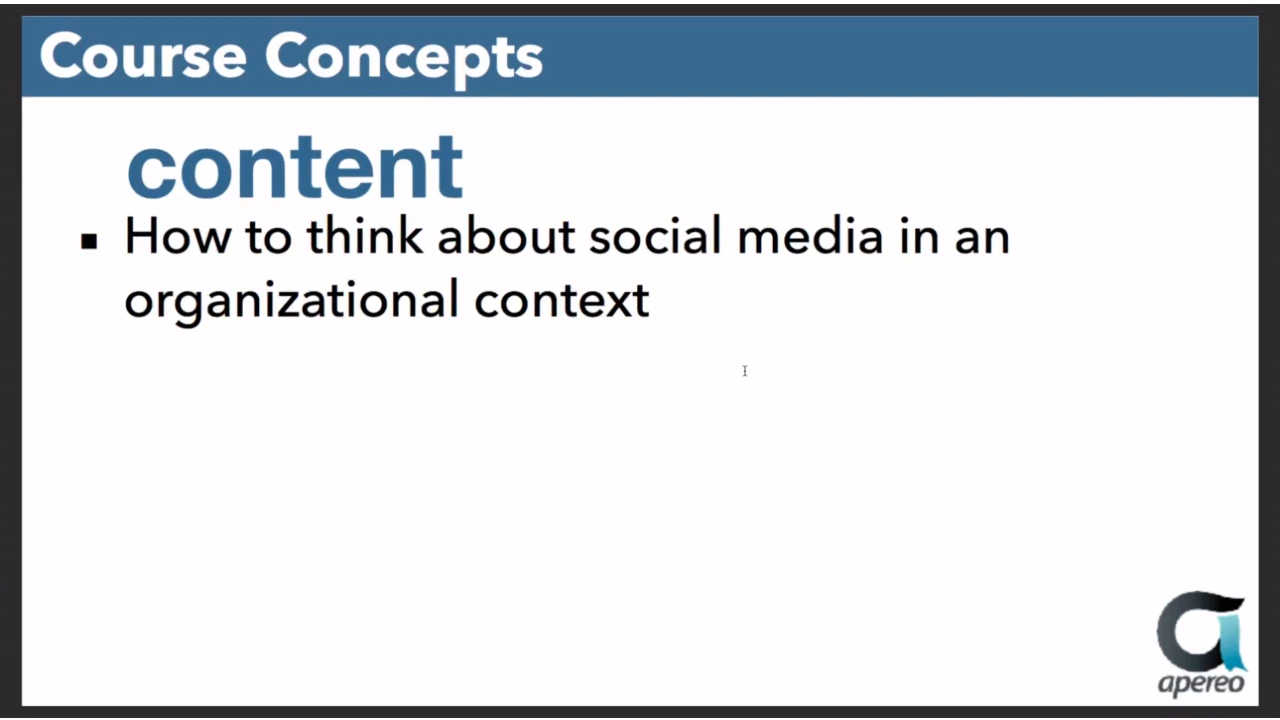 Course Concepts
content
▪ How to think about social media in an
organizational context
apereo